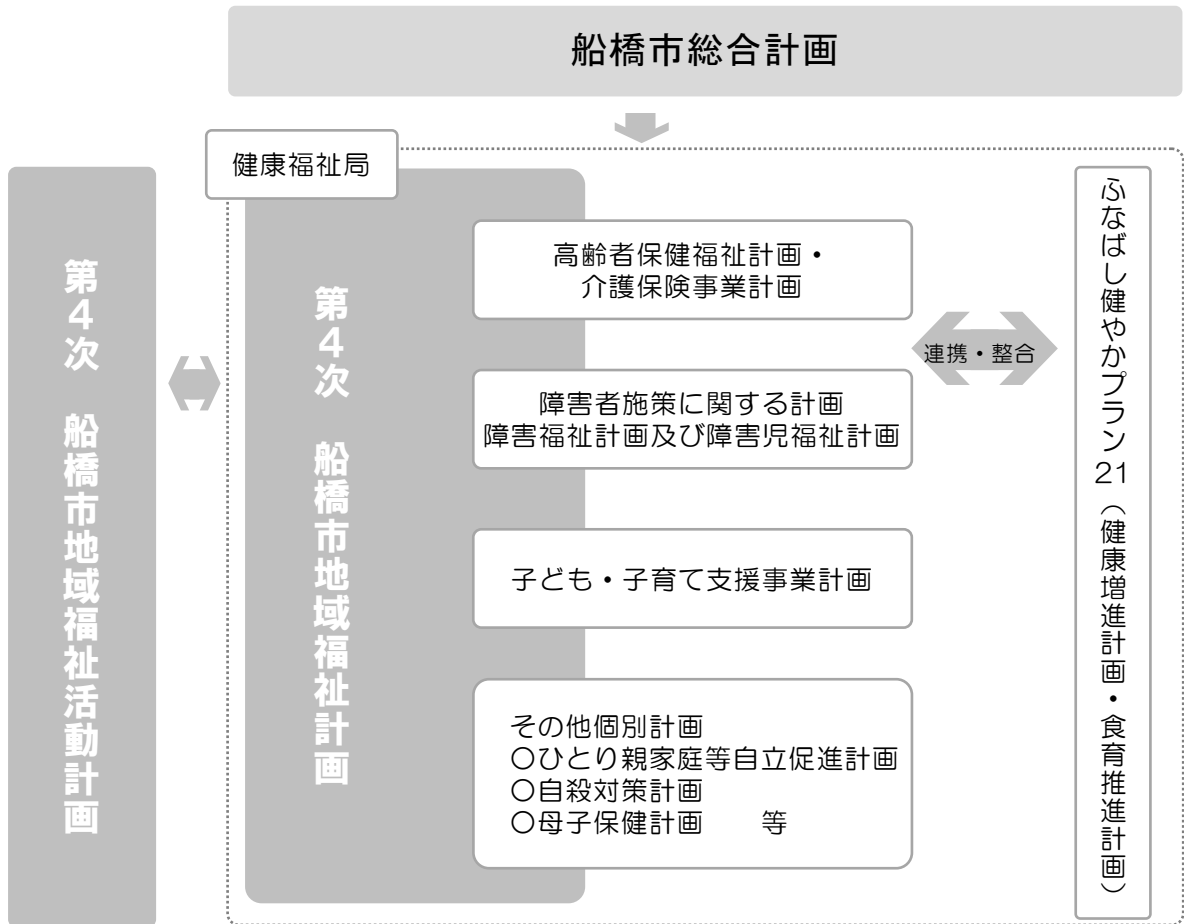 船橋市総合計画
健康福祉局
第4次 船橋市地域福祉活動計画
第4次 船橋市地域福祉計画
高齢者保健福祉計画・
介護保険事業計画
障害者施策に関する計画
障害福祉計画及び障害児福祉計画
子ども・子育て支援事業計画
その他個別計画
○ひとり親家庭等自立促進計画
○自殺対策計画
○母子保健計画 等
連携・整合
ふなばし健やかプラン21(健康増進計画・食育推進計画)